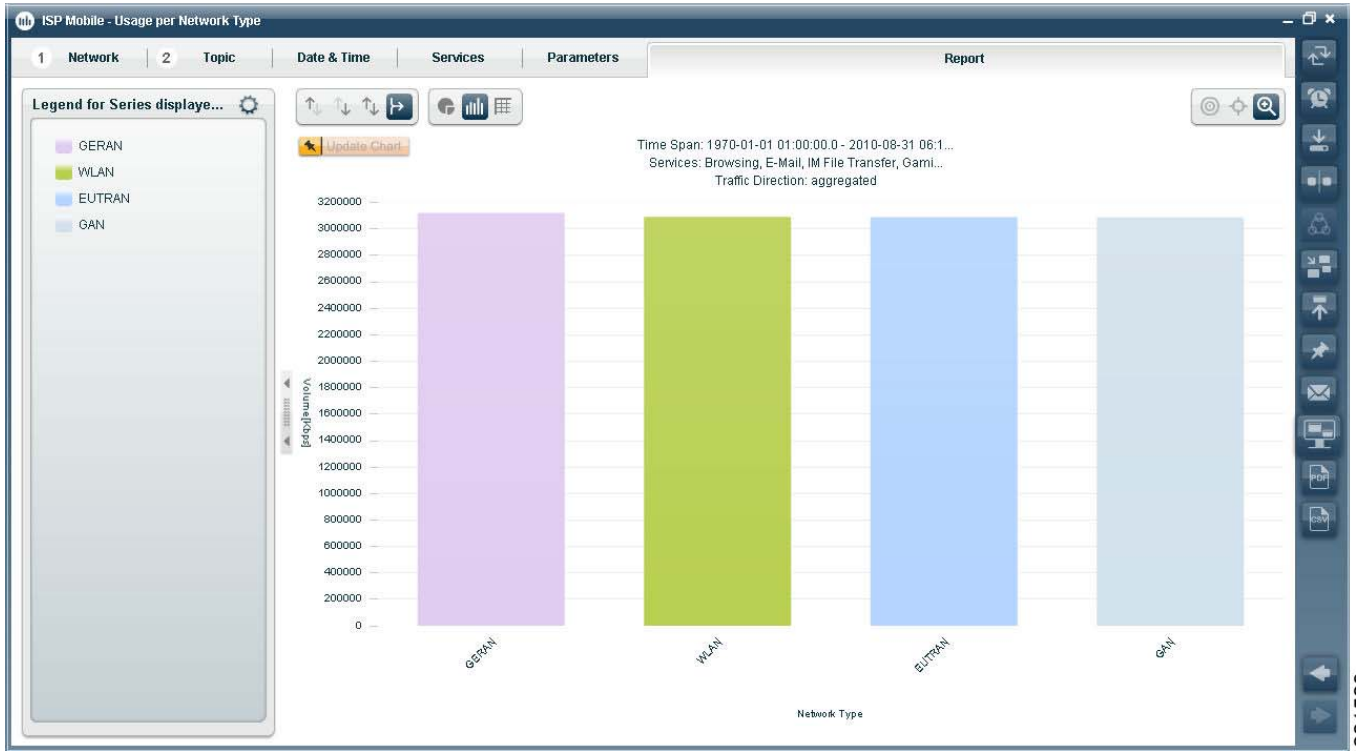 ISP Mobile - Usage per Network Type
1 Network 2 Topic Date & Time Services Parameters Report
Legend for Series displaye...
GERAN
WLAN
EUTRAN
GAN
Update Chart
Time Span: 1970-01-01 01:00:00.0 - 2010-08-31 06:1...
Services: Browsing, E-Mail, IM File Transfer, Gami...
Traffic Direction: aggregated
Volume[Kbps]
3200000
3000000
2800000
2600000
2400000
2200000
2000000
1800000
1600000
1400000
1200000
1000000
800000
600000
400000
200000
0
GERAN
WLAN
EUTRAN
GAN
Network Type
PDF
CSV